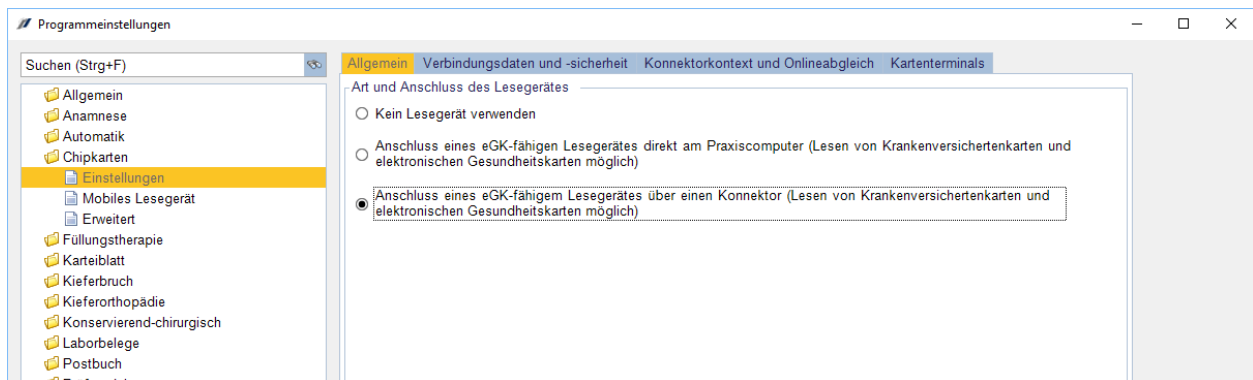 Programmeinstellungen
Suchen (Strg+F)
Allgemein
Anamnese
Automatik
Chipkarten
Einstellungen
Mobiles Lesegerät
Erweitert
Füllungstherapie
Karteiblatt
Kieferbruch
Kieferorthopädie
Konservierend-chirurgisch
Laborbelege
Postbuch
Allgemein Verbindungsdaten und -sicherheit Konnektorkontext und Onlineabgleich Kartenterminals
Art und Anschluss des Lesegerätes
Kein Lesegerät verwenden
Anschluss eines eGK-fähigen Lesegerätes direkt am Praxiscomputer (Lesen von Krankenversichertenkarten und
elektronischen Gesundheitskarten möglich)
Anschluss eines eGK-fähigem Lesegerätes über einen Konnektor (Lesen von Krankenversichertenkarten und
elektronischen Gesundheitskarten möglich)